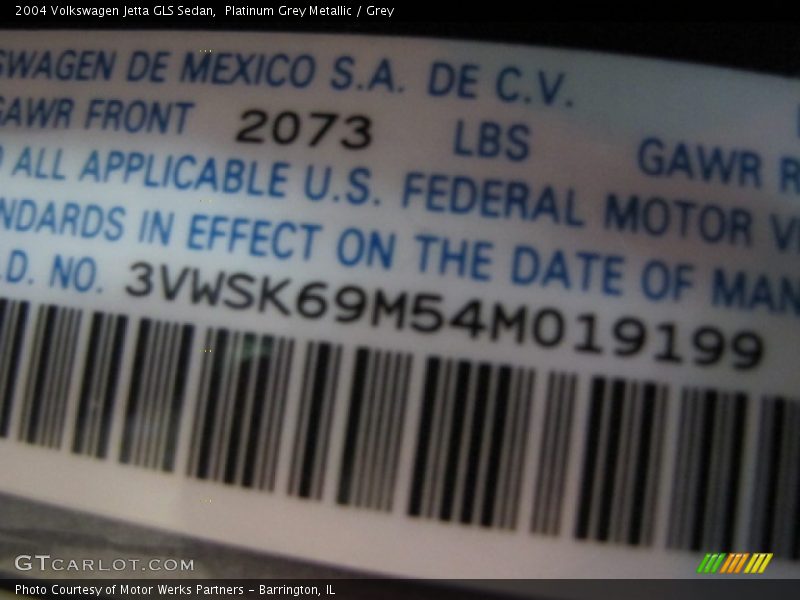 2004 Volkswagen Jetta GLS Sedan, Platinum Grey Metallic / Grey
SWAGEN DE MEXICO S.A. DE C.V.
GAWR FRONT 2073 LBS GAWR R
ALL APPLICABLE U.S. FEDERAL MOTOR V
NDARDS IN EFFECT ON THE DATE OF MAN
.D. NO. 3VWSK69M54M019199
GTCARLOT.COM
Photo Courtesy of Motor Werks Partners - Barrington, IL